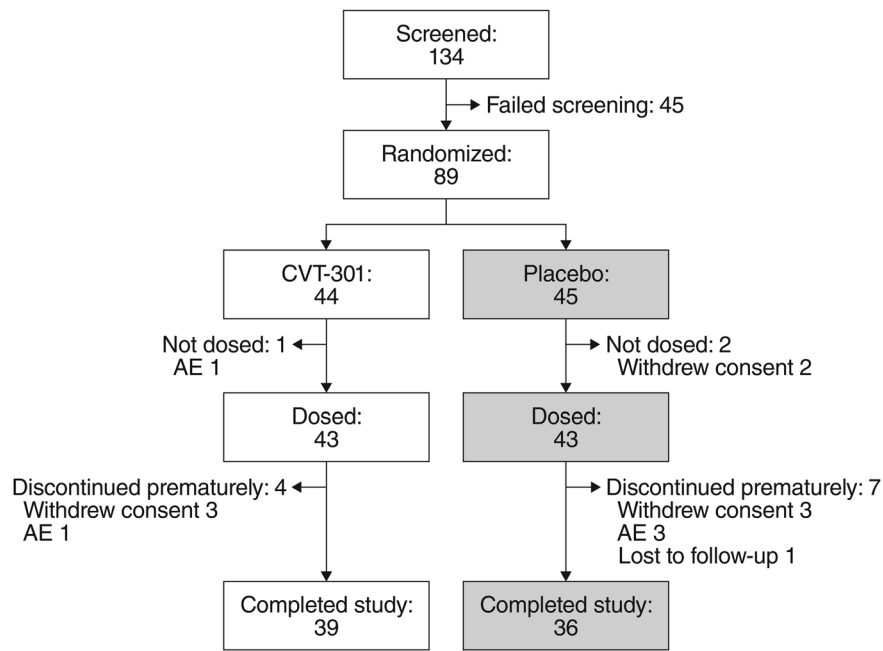 Screened:
134
Failed screening: 45
Randomized:
89
CVT-301:
44
Placebo:
45
Not dosed: 1
AE 1
Not dosed: 2
Withdrew consent 2
Dosed:
43
Dosed:
43
Discontinued prematurely: 4
Withdrew consent 3
AE 1
Discontinued prematurely: 7
Withdrew consent 3
AE 3
Lost to follow-up 1
Completed study:
39
Completed study:
36